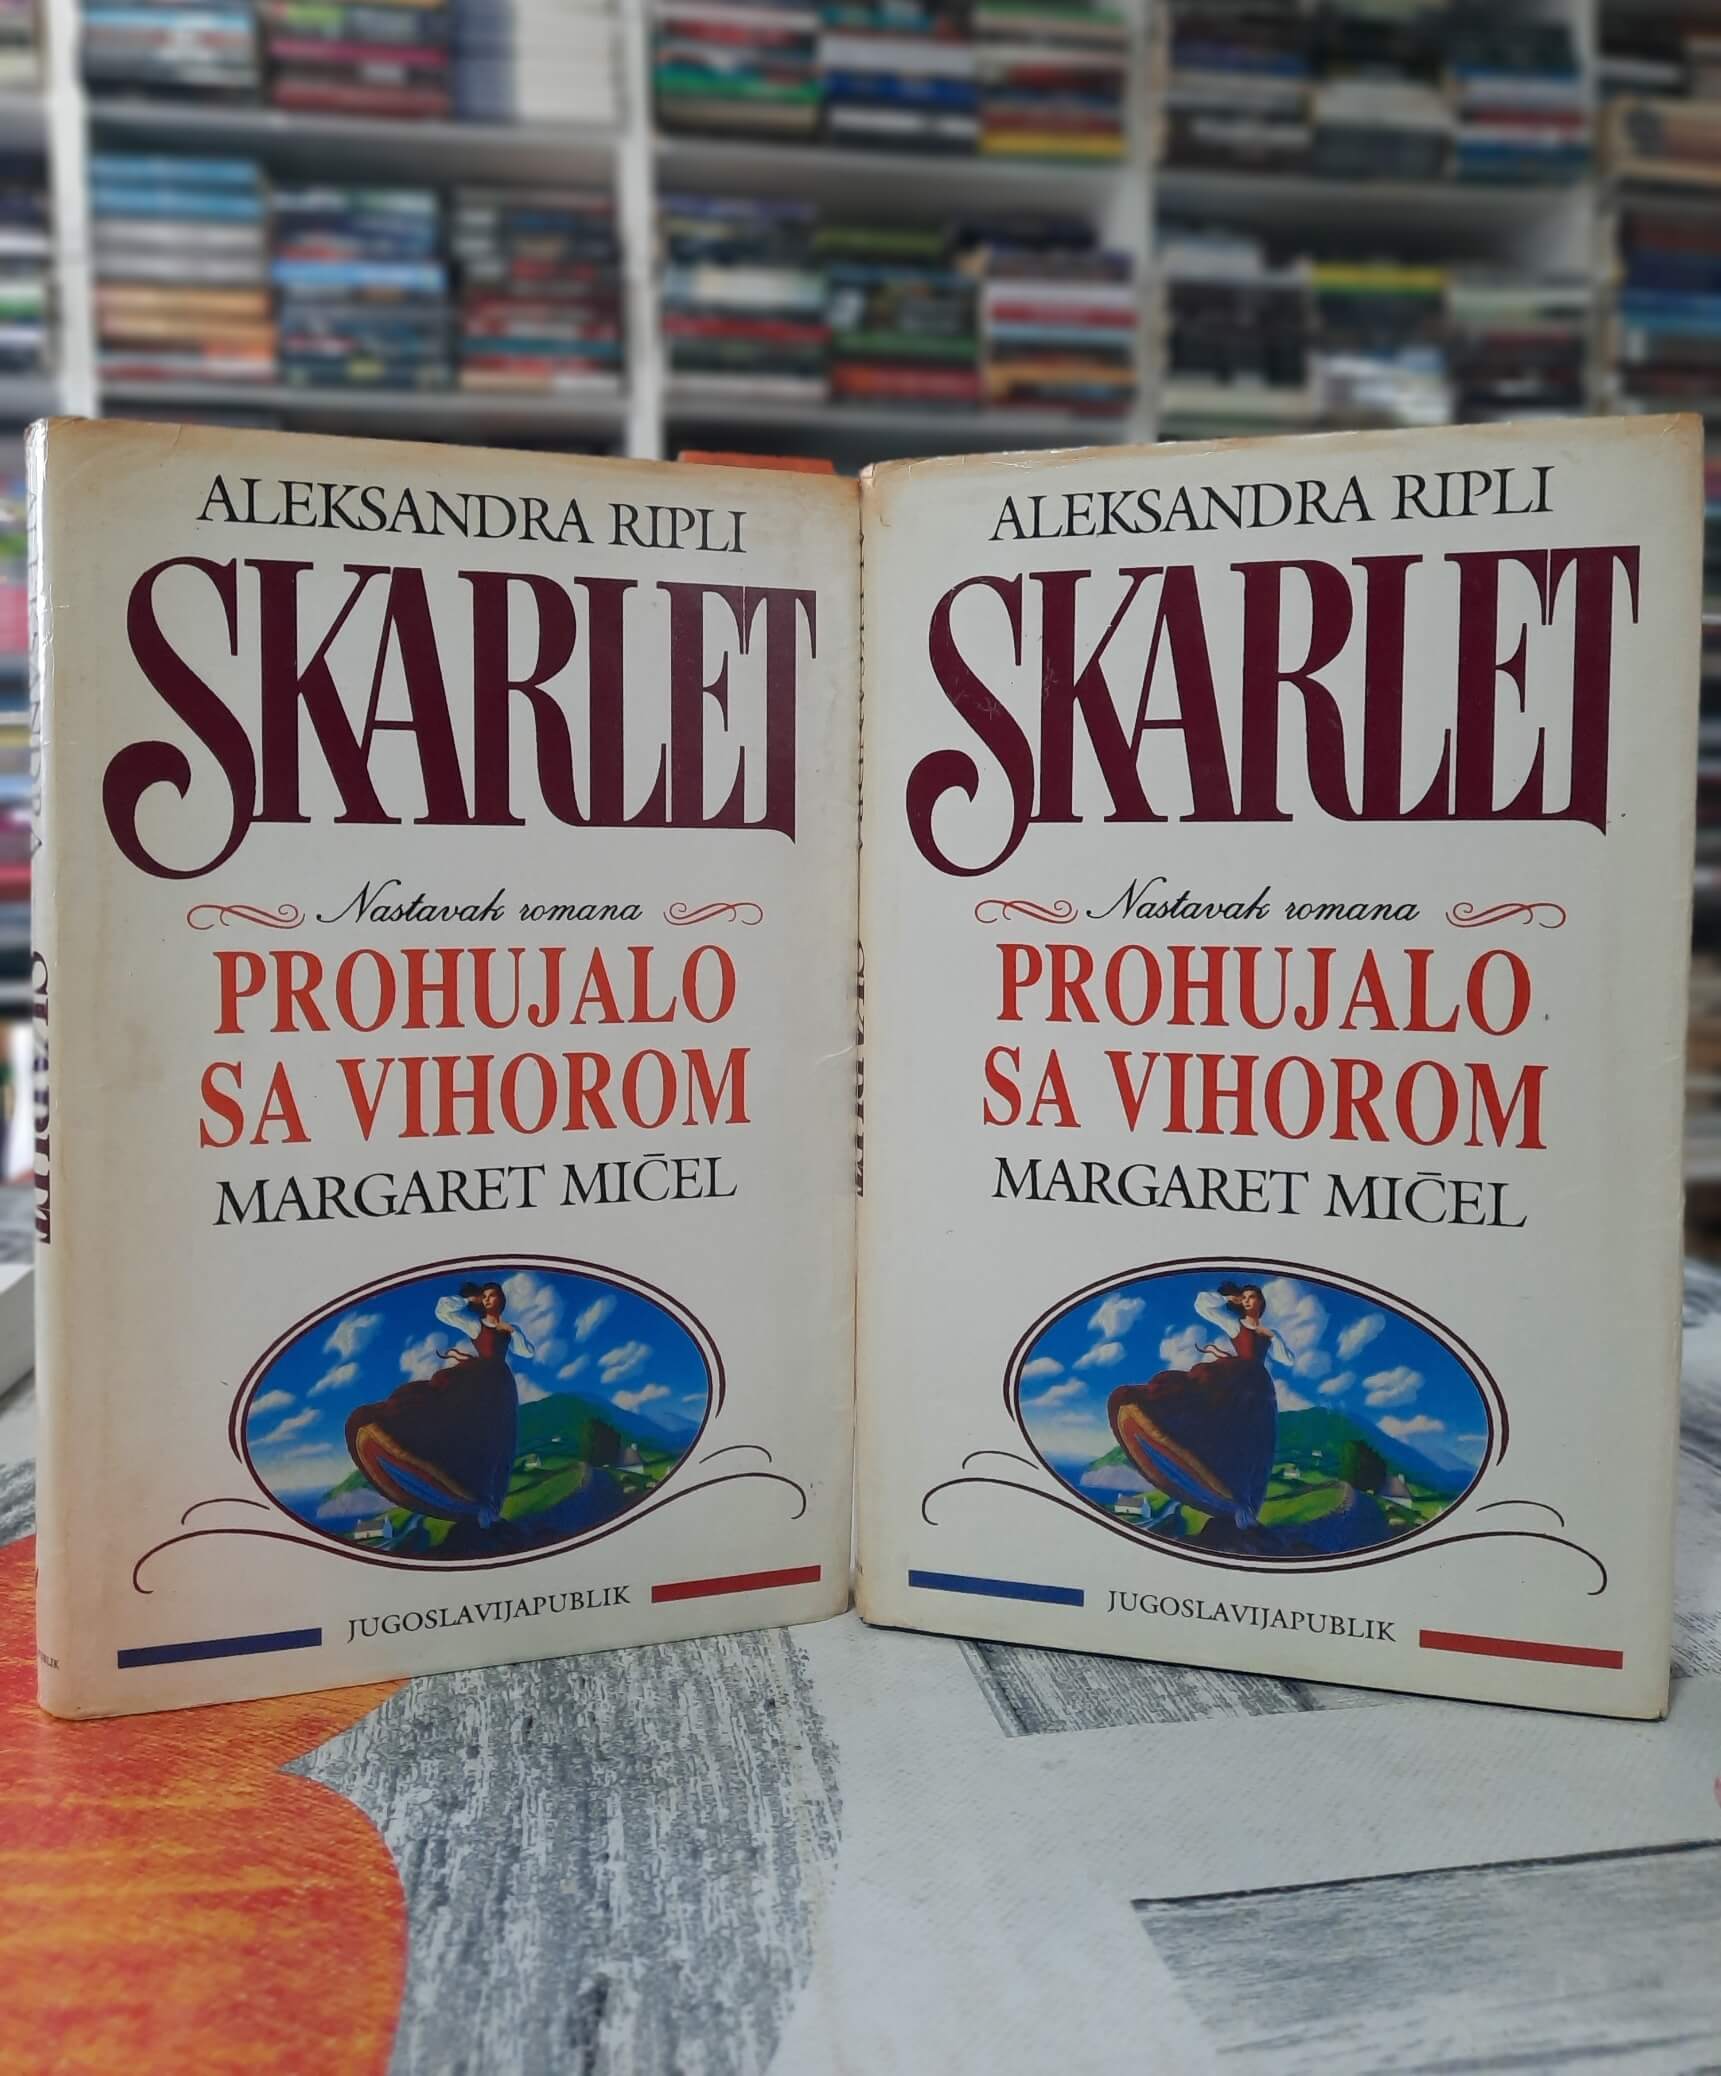 ALEKSANDRA RIPLI
SKARLET
Nastavak romana
PROHUJALO
SA VIHOROM
MARGARET MIČEL
JUGOSLAVIJAPUBLIK
ALEKSANDRA RIPLI
SKARLET
Nastavak romana
PROHUJALO
SA VIHOROM
MARGARET MIČEL
JUGOSLAVIJAPUBLIK